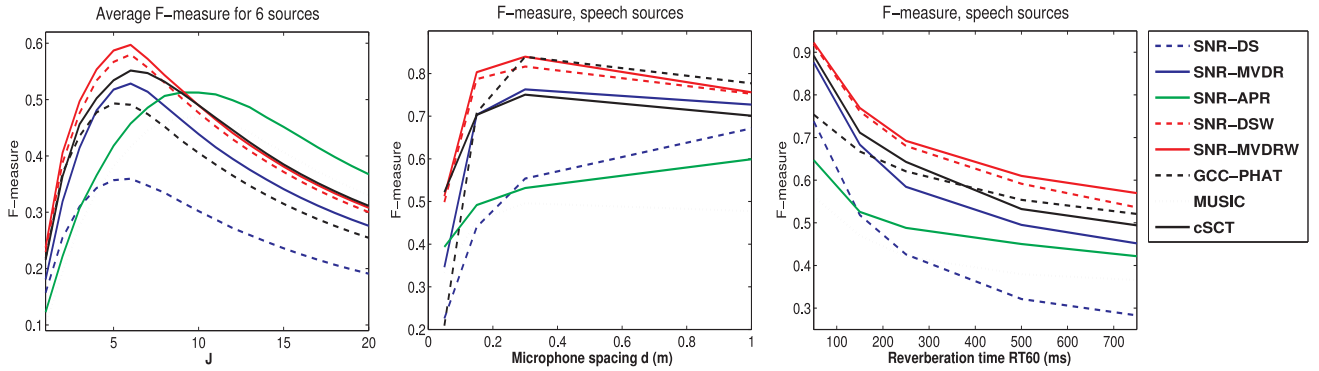 Average F−measure for 6 sources
F−measure
0.6
0.5
0.4
0.3
0.2
0.1
5
10
15
20
J
F−measure, speech sources
F−measure
0.8
0.7
0.6
0.5
0.4
0.3
0.2
0
0.2
0.4
0.6
0.8
1
Microphone spacing d (m)
F−measure, speech sources
F−measure
0.9
0.8
0.7
0.6
0.5
0.4
0.3
100
200
300
400
500
600
700
Reverberation time RT60 (ms)
SNR−DS
SNR−MVDR
SNR−APR
SNR−DSW
SNR−MVDRW
GCC−PHAT
MUSIC
cSCT